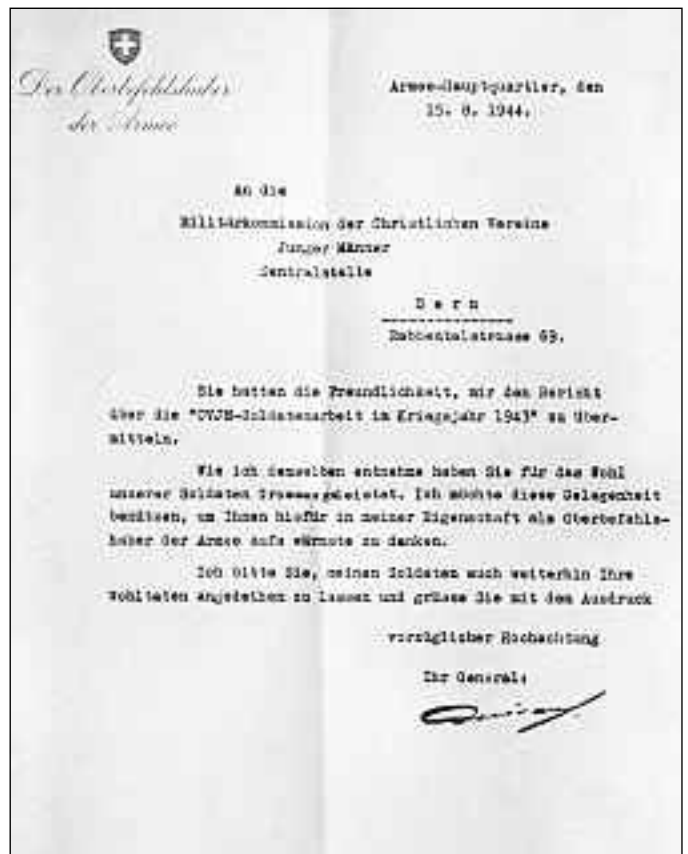 Der Oberbefehlshaber
der Armee
Armee-Hauptquartier, den
15. 8. 1944.
An die
Militärkommission der Christlichen Vereine
Junger Männer
Zentralstelle
Bern
Rabbentalstrasse 69.
Sie hatten die Freundlichkeit, mir den Bericht
über die "CVJM-Soldatenarbeit im Kriegsjahr 1943" zu über-
mitteln.
Wie ich demselben entnehme haben Sie für das Wohl
unserer Soldaten Grosses geleistet. Ich möchte diese Gelegenheit
benützen, um Ihnen hiefür in meiner Eigenschaft als Oberbefehls-
haber der Armee aufs wärmste zu danken.
Ich bitte Sie, meinen Soldaten auch weiterhin Ihre
Wohltaten angedeihen zu lassen und grüsse Sie mit dem Ausdruck
vorzüglicher Hochachtung
Ihr General: